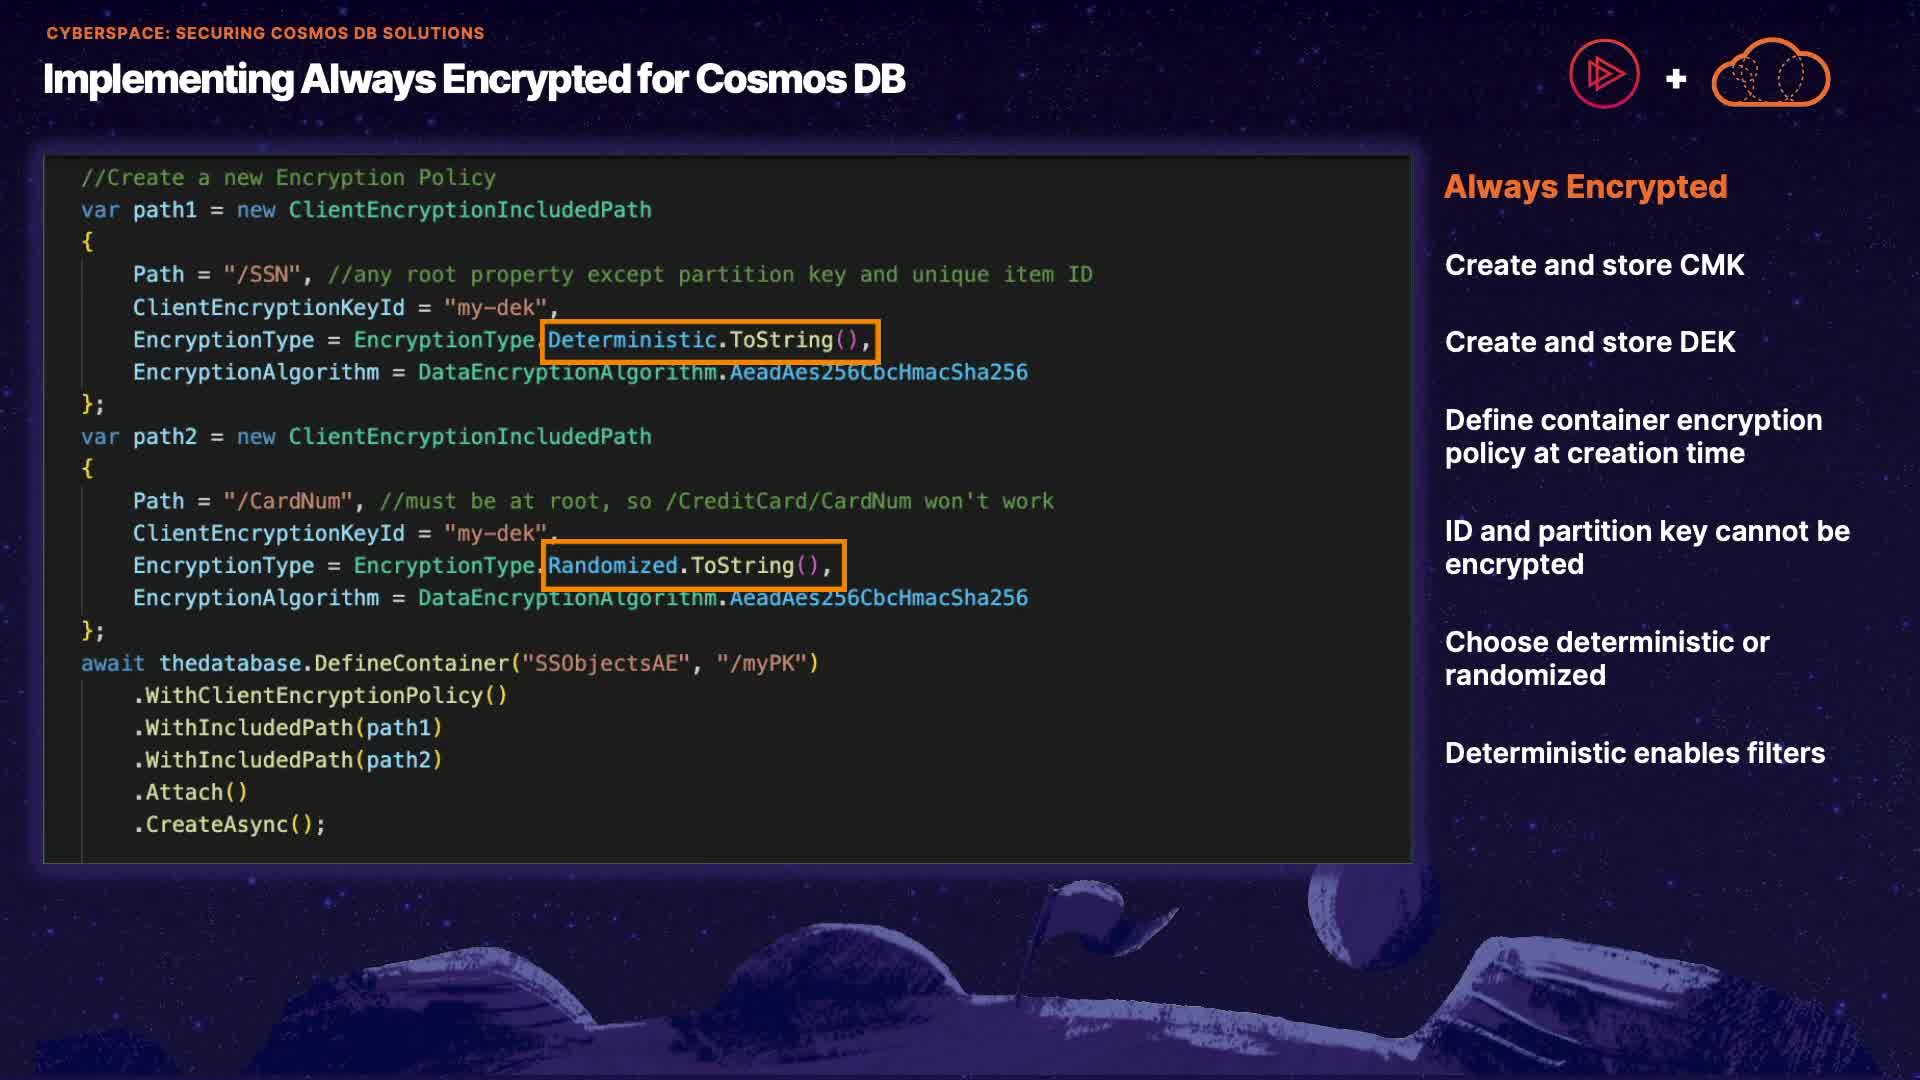 CYBERSPACE: SECURING COSMOS DB SOLUTIONS
Implementing Always Encrypted for Cosmos DB
//Create a new Encryption Policy
var path1 = new ClientEncryptionIncludedPath
{
Path = "/SSN", //any root property except partition key and unique item ID
ClientEncryptionKeyId = "my-dek",
EncryptionType = EncryptionType.Deterministic.ToString(),
EncryptionAlgorithm = DataEncryptionAlgorithm.AeadAes256CbcHmacSha256
};
var path2 = new ClientEncryptionIncludedPath
{
Path = "/CardNum", //must be at root, so /CreditCard/CardNum won't work
ClientEncryptionKeyId = "my-dek",
EncryptionType = EncryptionType.Randomized.ToString(),
EncryptionAlgorithm = DataEncryptionAlgorithm.AeadAes256CbcHmacSha256
};
await thedatabase.DefineContainer("SSObjectsAE", "/myPK")
.WithClientEncryptionPolicy()
.WithIncludedPath(path1)
.WithIncludedPath(path2)
.Attach()
.CreateAsync();
+
Always Encrypted
Create and store CMK
Create and store DEK
Define container encryption
policy at creation time
ID and partition key cannot be
encrypted
Choose deterministic or
randomized
Deterministic enables filters